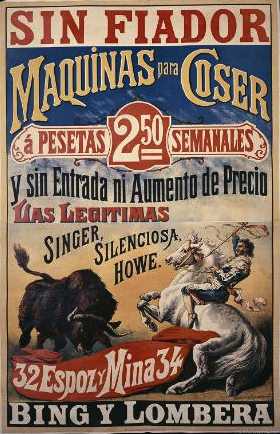 SIN FIADOR
MAQUINAS para COSER
á PESETAS 2.50 SEMANALES
y sin Entrada ni Aumento de Precio
LAS LEGITIMAS
SINGER,
SILENCIOSA,
HOWE.
32 ESPOZ Y MINA 34
BING Y LOMBERA